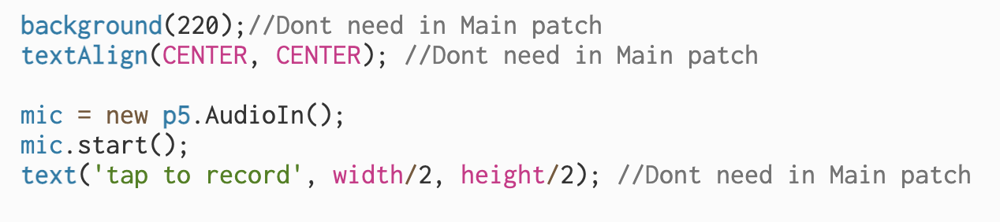 background(220);//Dont need in Main patch
textAlign(CENTER, CENTER); //Dont need in Main patch
mic = new p5.AudioIn();
mic.start();
text('tap to record', width/2, height/2); //Dont need in Main patch